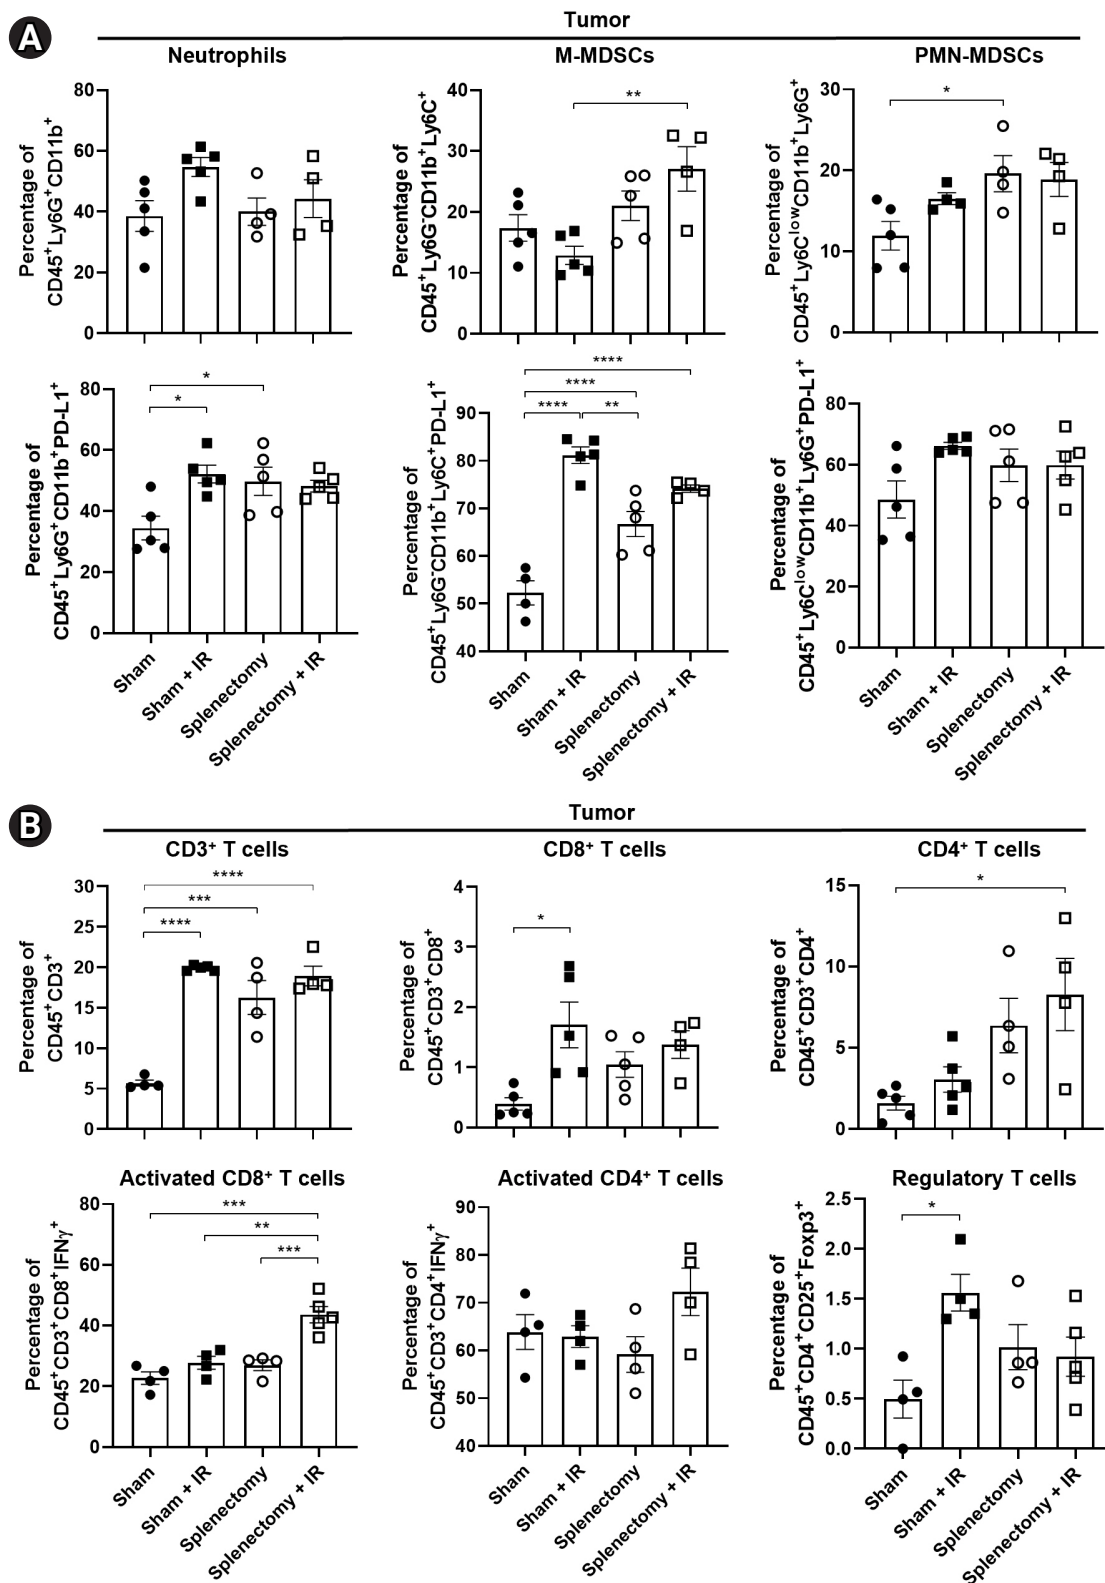 A
Tumor
Neutrophils
M-MDSCs
PMN-MDSCs
Percentage of
CD45⁺Ly6G⁺CD11b⁺
80
60
40
20
0
Percentage of
CD45⁺Ly6G⁻CD11b⁺Ly6C⁺
40
30
20
10
0
**
Percentage of
CD45⁺Ly6CˡᵒʷCD11b⁺Ly6G⁺
30
20
10
0
*
Percentage of
CD45⁺Ly6G⁺CD11b⁺PD-L1⁺
80
60
40
20
0
*
*
Sham
Sham + IR
Splenectomy
Splenectomy + IR
Percentage of
CD45⁺Ly6G⁻CD11b⁺Ly6C⁺PD-L1⁺
90
80
70
60
50
40
****
****
****
**
Sham
Sham + IR
Splenectomy
Splenectomy + IR
Percentage of
CD45⁺Ly6CˡᵒʷCD11b⁺Ly6G⁺PD-L1⁺
80
60
40
20
0
Sham
Sham + IR
Splenectomy
Splenectomy + IR
B
Tumor
CD3⁺ T cells
CD8⁺ T cells
CD4⁺ T cells
Percentage of
CD45⁺CD3⁺
30
25
20
15
10
5
0
****
***
****
Percentage of
CD45⁺CD3⁺CD8⁺
4
3
2
1
0
*
Percentage of
CD45⁺CD3⁺CD4⁺
15
10
5
0
*
Activated CD8⁺ T cells
Activated CD4⁺ T cells
Regulatory T cells
Percentage of
CD45⁺CD3⁺CD8⁺IFNγ⁺
80
60
40
20
0
***
**
***
Sham
Sham + IR
Splenectomy
Splenectomy + IR
Percentage of
CD45⁺CD3⁺CD4⁺IFNγ⁺
90
80
70
60
50
40
Sham
Sham + IR
Splenectomy
Splenectomy + IR
Percentage of
CD45⁺CD4⁺CD25⁺Foxp3⁺
2.5
2.0
1.5
1.0
0.5
0.0
*
Sham
Sham + IR
Splenectomy
Splenectomy + IR